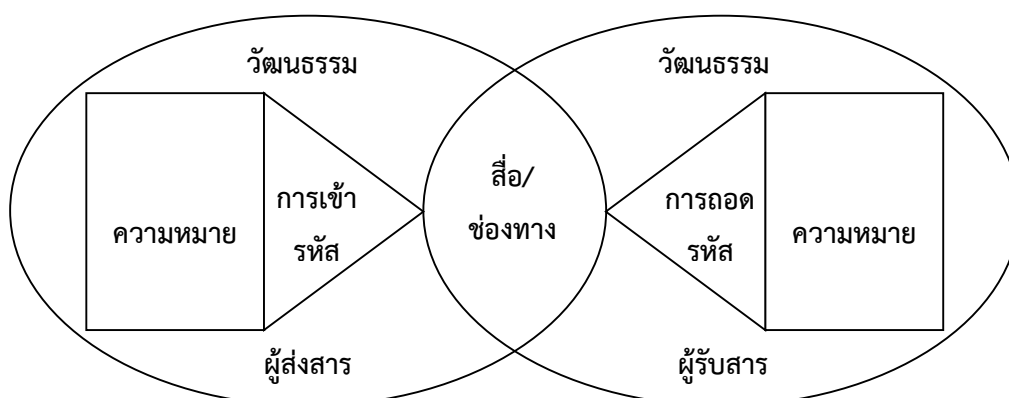 วัฒนธรรม
วัฒนธรรม
ความหมาย
การเข้า
รหัส
สื่อ/
ช่องทาง
การถอด
รหัส
ความหมาย
ผู้ส่งสาร
ผู้รับสาร